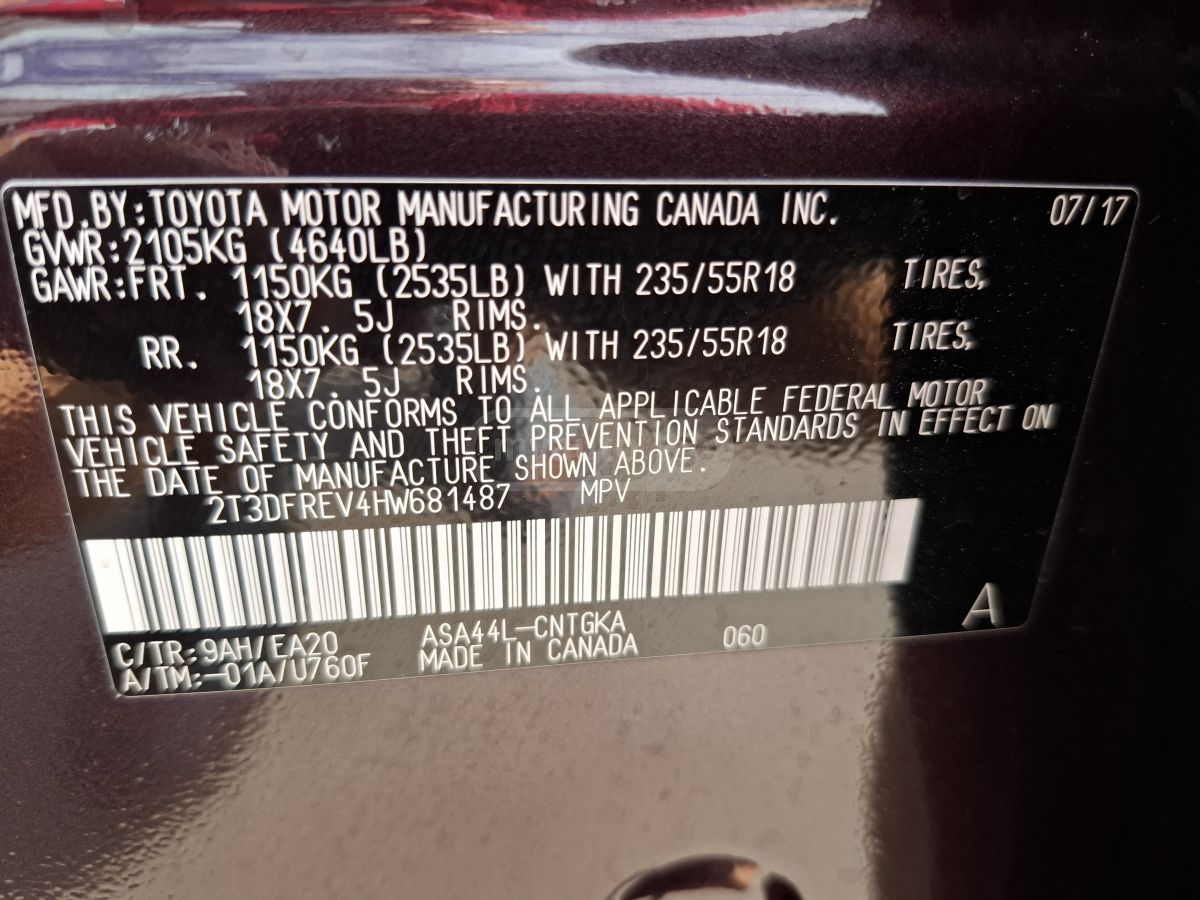 MFD.BY:TOYOTA MOTOR MANUFACTURING CANADA INC. 07/17
GVWR:2105KG (4640LB)
GAWR:FRT. 1150KG (2535LB) WITH 235/55R18 TIRES,
18X7.5J RIMS.
RR. 1150KG (2535LB) WITH 235/55R18 TIRES,
18X7.5J RIMS.
THIS VEHICLE CONFORMS TO ALL APPLICABLE FEDERAL MOTOR
VEHICLE SAFETY AND THEFT PREVENTION STANDARDS IN EFFECT ON
THE DATE OF MANUFACTURE SHOWN ABOVE.
2T3DFREV4HW681487 MPV
C/TR:9AH/EA20 ASA44L-CNTGKA 060 A
A/TM:-01A/U760F MADE IN CANADA